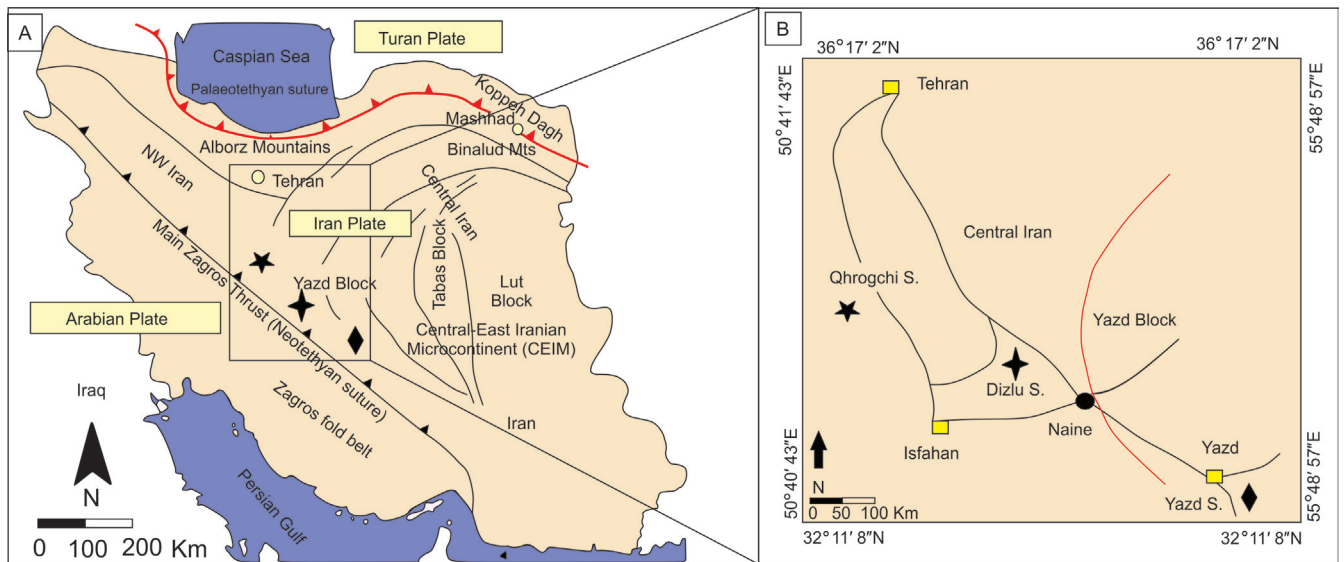 A
Turan Plate
Caspian Sea
Palaeotethyan suture
Koppeh Dagh
Mashhad
Alborz Mountains
Binalud Mts
NW Iran
Tehran
Central Iran
Iran Plate
Main Zagros Thrust (Neotethyan suture)
Yazd Block
Tabas Block
Lut
Block
Arabian Plate
Central-East Iranian
Microcontinent (CEIM)
Iraq
Zagros fold belt
Iran
N
Persian Gulf
0 100 200 Km
B
36°17' 2"N
36°17' 2"N
50°41' 43"E
55°48' 57"E
Tehran
Central Iran
Qhrogchi S.
Yazd Block
Dizlu S.
Naine
Isfahan
Yazd
Yazd S.
N
0 50 100 Km
50°40' 43"E
55°48' 57"E
32°11' 8"N
32°11' 8"N